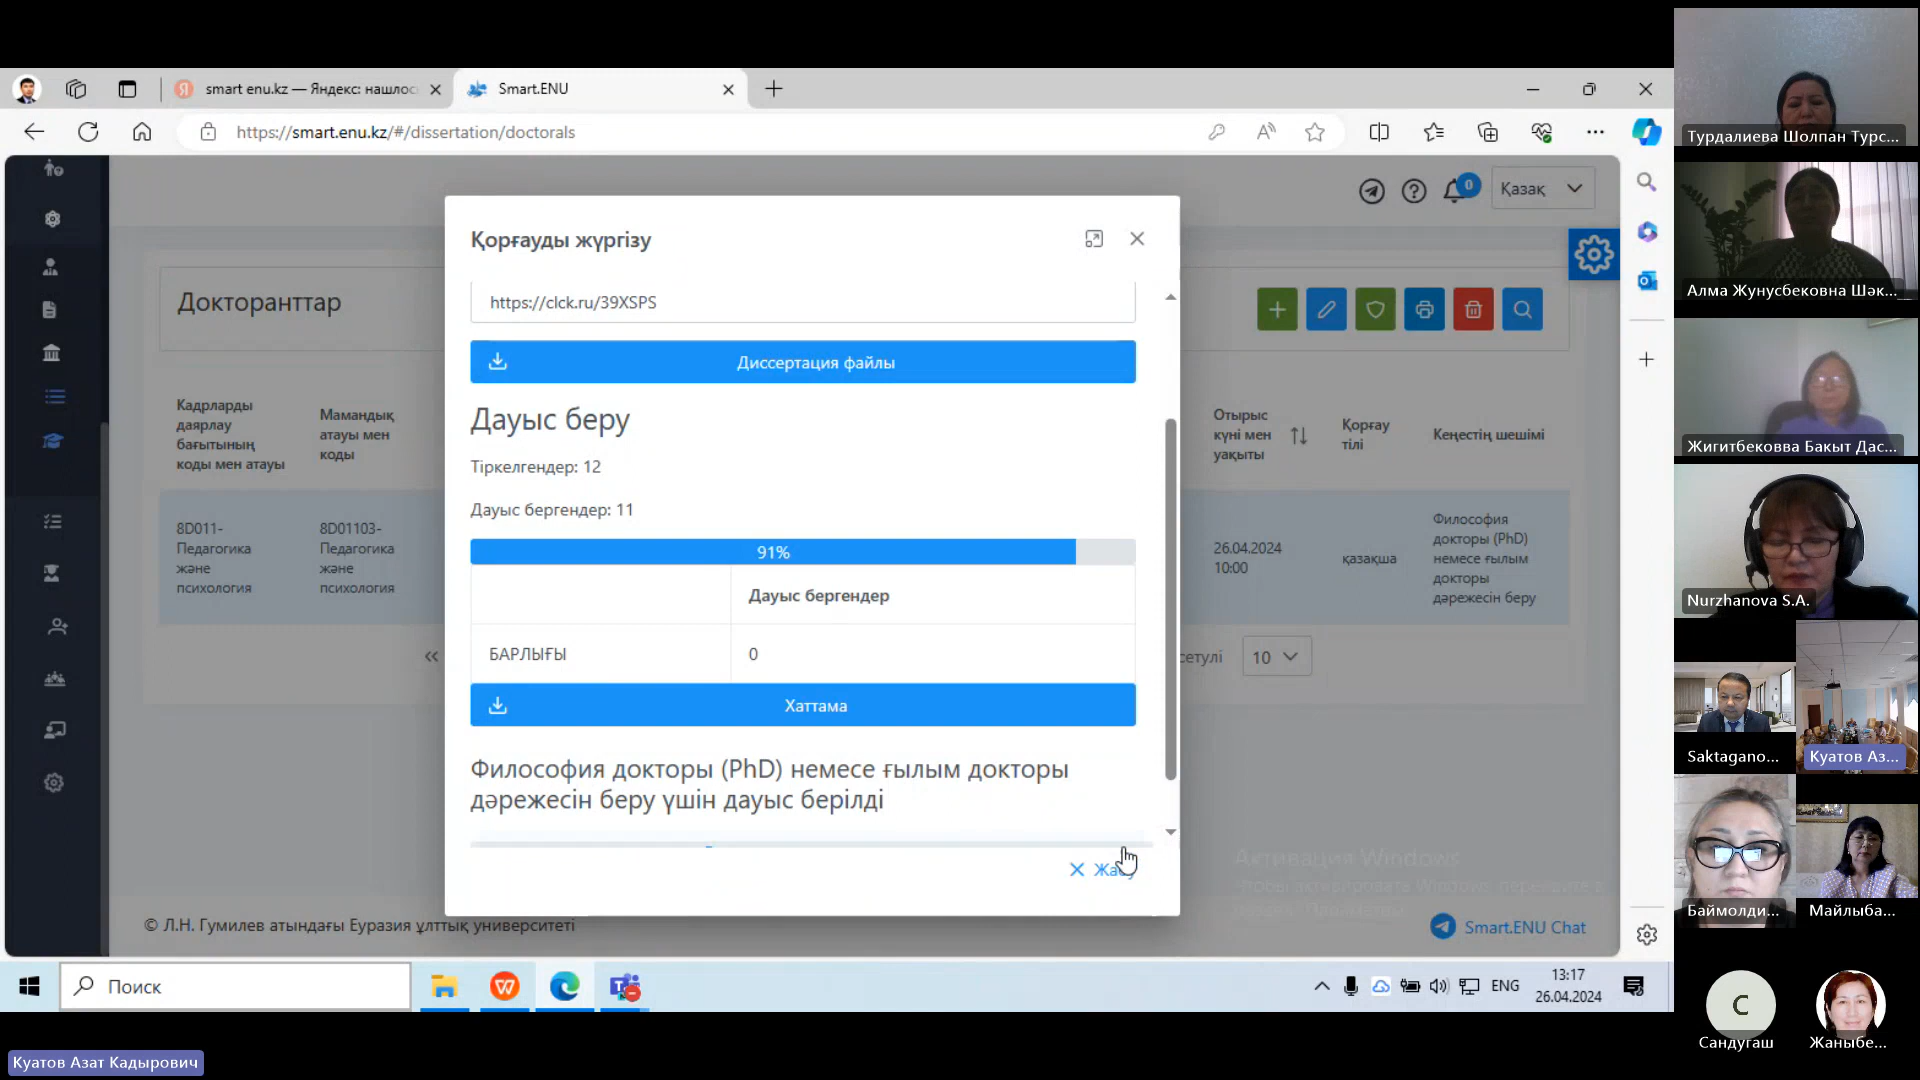 smart enu.kz — Яндекс: нашлос
Smart.ENU
https://smart.enu.kz/#/dissertation/doctorals
0
Қазақ
Қорғауды жүргізу
Докторанттар
https://clck.ru/39XSPS
Диссертация файлы
Дауыс беру
Тіркелгендер: 12
Дауыс бергендер: 11
91%
Дауыс бергендер
БАРЛЫҒЫ
0
Хаттама
Философия докторы (PhD) немесе ғылым докторы
дәрежесін беру үшін дауыс берілді
Кадрларды
даярлау
бағытының
коды мен атауы
Мамандық
атауы мен
коды
Отырыс
күні мен
уақыты
Қорғау
тілі
Кеңестің шешімі
8D011-
Педагогика
және
психология
8D01103-
Педагогика
және
психология
26.04.2024
10:00
қазақша
Философия
докторы (PhD)
немесе ғылым
докторы
дәрежесін беру
сетулі
10
Активация Windows
© Л.Н. Гумилев атындағы Еуразия ұлттық университеті
Smart.ENU Chat
Поиск
ENG
13:17
26.04.2024
Турдалиева Шолпан Турс...
Алма Жунусбековна Шәк...
Жигитбековва Бакыт Дас...
Nurzhanova S.A.
Saktagano...
Куатов Аз...
Баймолди...
Майлыба...
С
Сандугаш
Жаныбе...
Куатов Азат Кадырович